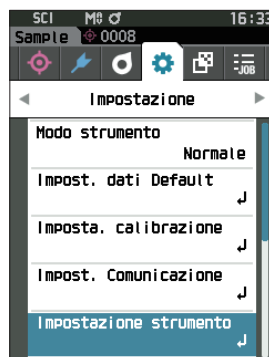 SCI M0 16:33
Sample 0008
-JOB
Impostazione
Modo strumento
Normale
Impost. dati Default
Imposta. calibrazione
Impost. Comunicazione
Impostazione strumento